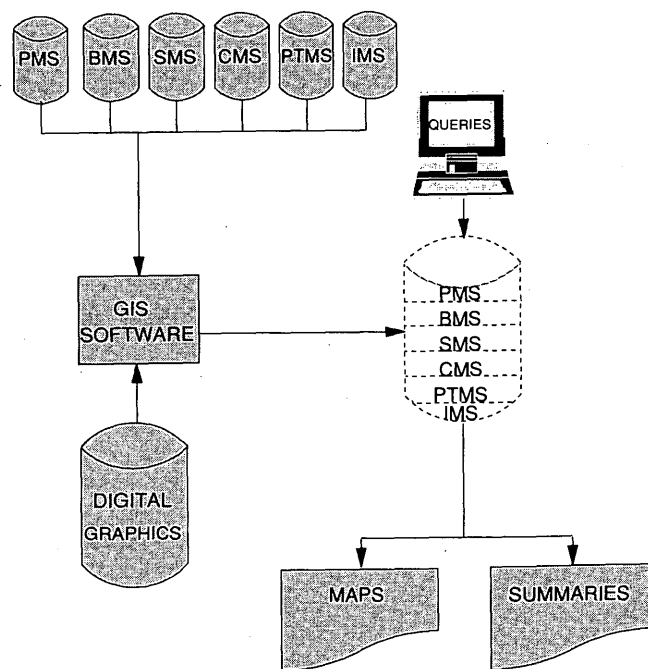 PMS BMS SMS CMS PTMS IMS
QUERIES
PMS
BMS
SMS
CMS
PTMS
IMS
GIS
SOFTWARE
DIGITAL
GRAPHICS
MAPS
SUMMARIES